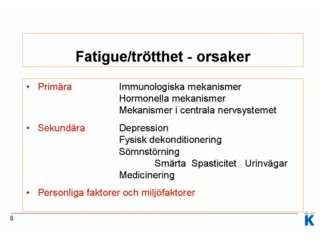 Fatigue/trötthet - orsaker
• Primära Immunologiska mekanismer
Hormonella mekanismer
Mekanismer i centrala nervsystemet
• Sekundära Depression
Fysisk dekonditionering
Sömnstörning
Smärta Spasticitet Urinvägar
Medicinering
• Personliga faktorer och miljöfaktorer
5
K